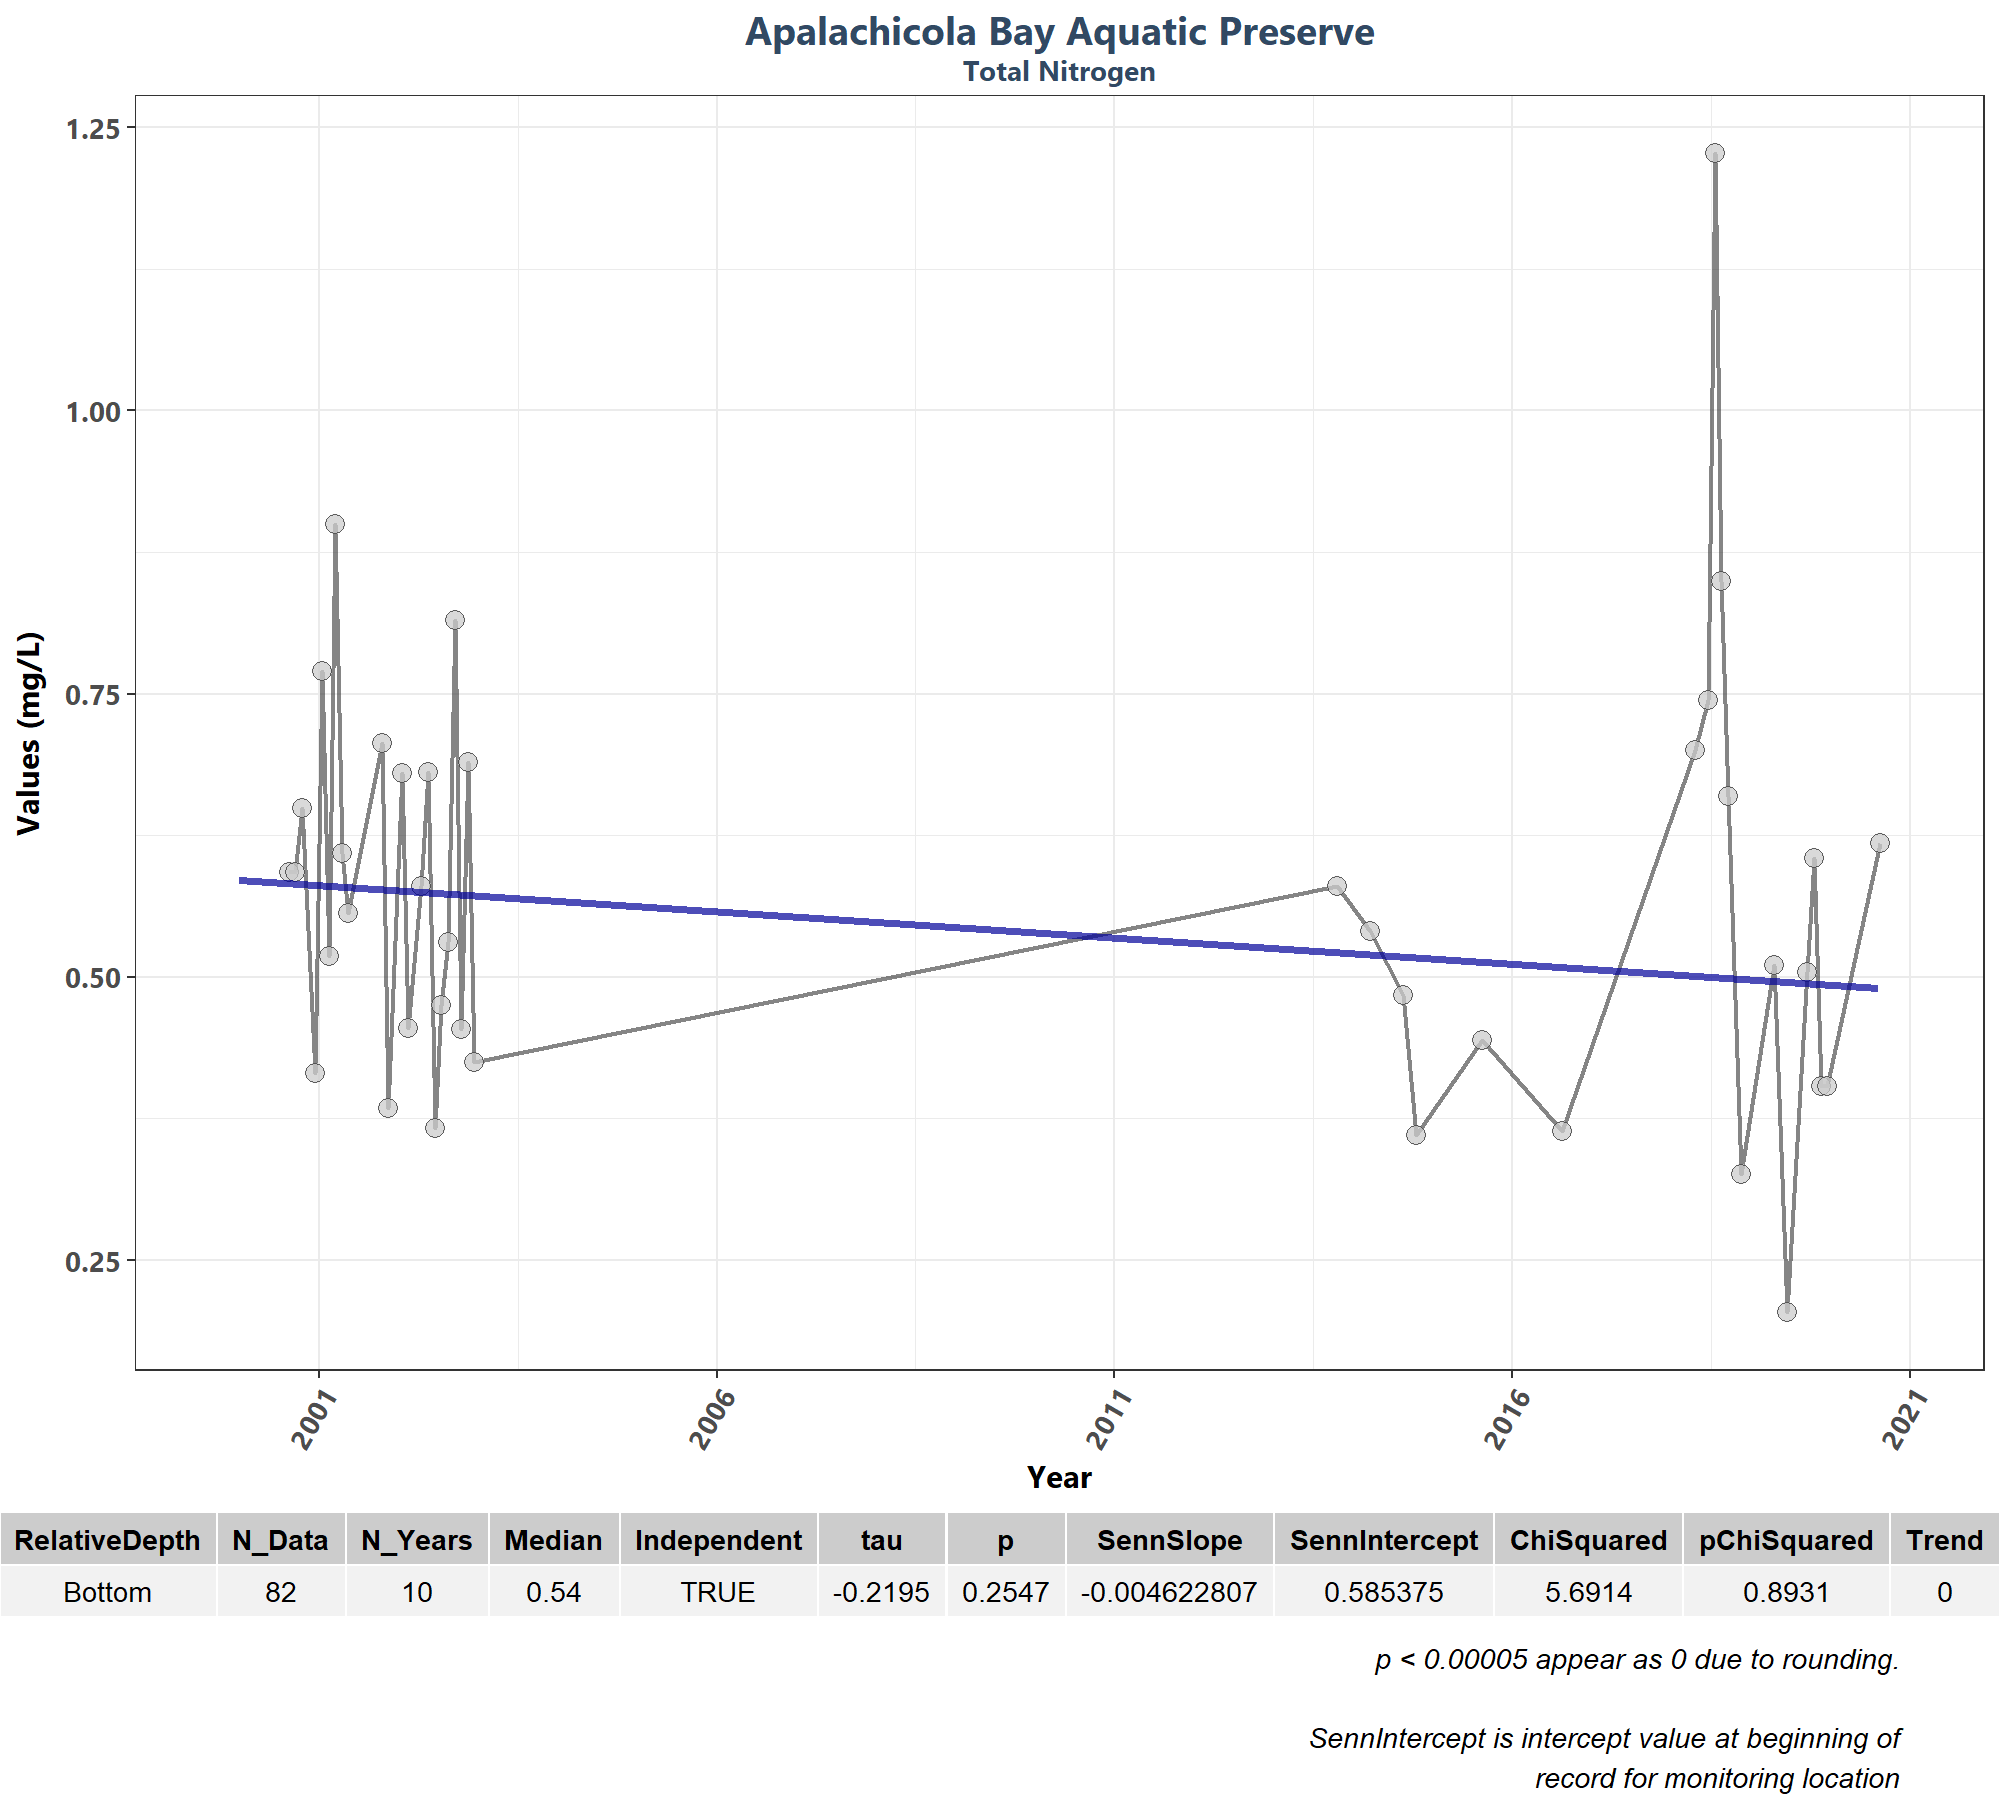 Apalachicola Bay Aquatic Preserve
Total Nitrogen
1.25
1.00
0.75
0.50
0.25
Values (mg/L)
2001 2006 2011 2016 2021
Year
RelativeDepth N_Data N_Years Median Independent tau p SennSlope SennIntercept ChiSquared pChiSquared Trend
Bottom 82 10 0.54 TRUE -0.2195 0.2547 -0.004622807 0.585375 5.6914 0.8931 0
p < 0.00005 appear as 0 due to rounding.
SennIntercept is intercept value at beginning of
record for monitoring location